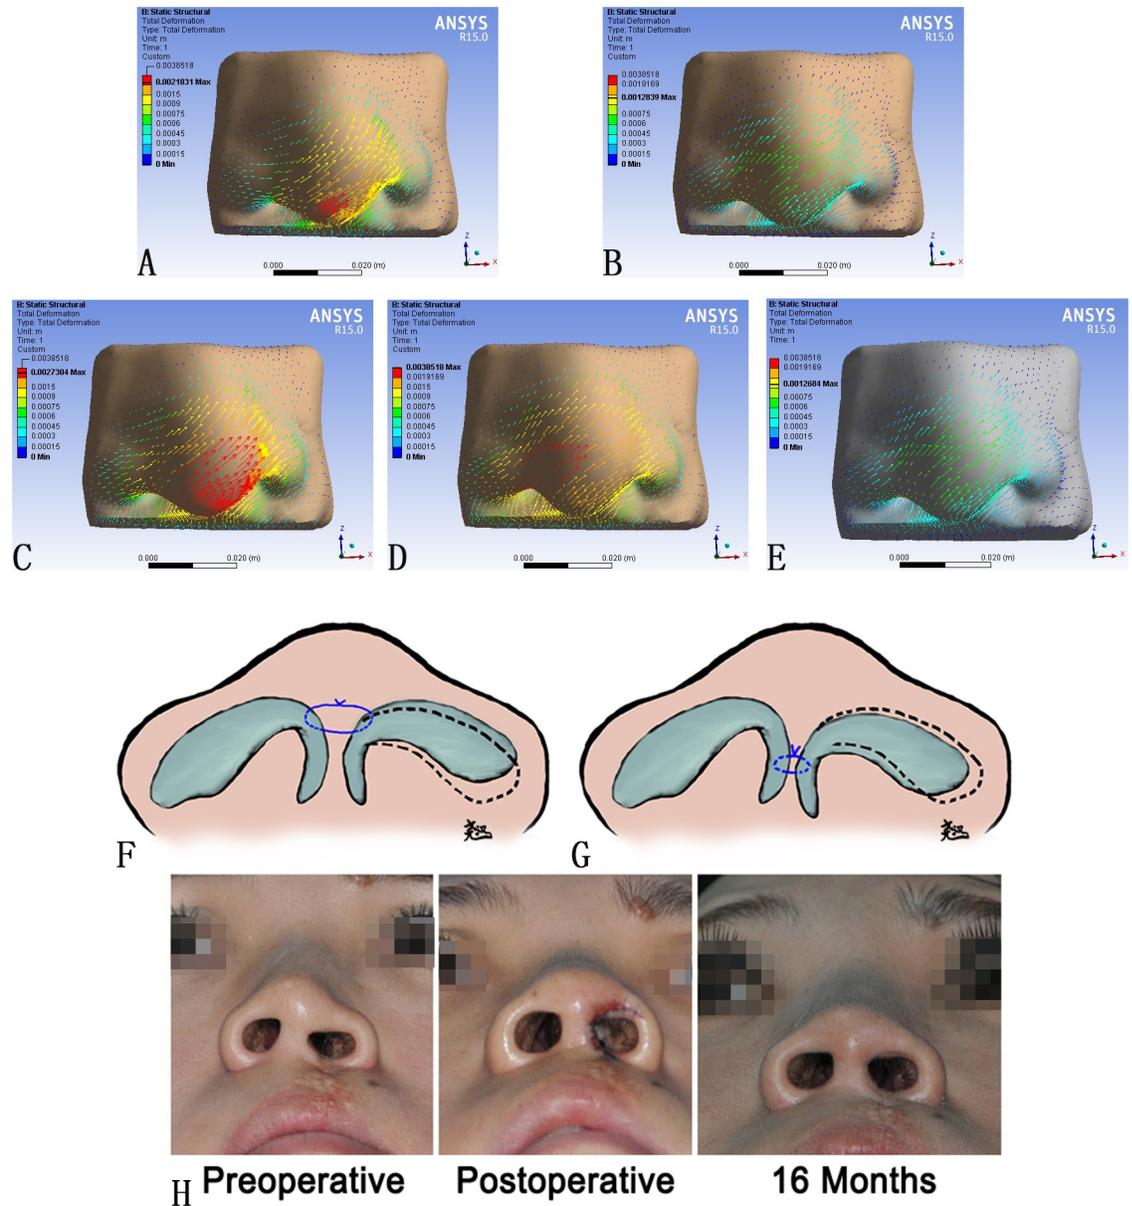 B: Static Structural
Total Deformation
Type: Total Deformation
Unit: m
Time: 1
Custom
0.0038518
0.0021831 Max
0.0015
0.0009
0.00075
0.0006
0.00045
0.0003
0.00015
0 Min
ANSYS
R15.0
0.000
0.020 (m)
Z
X
A
B: Static Structural
Total Deformation
Type: Total Deformation
Unit: m
Time: 1
Custom
0.0038518
0.0019169
0.0012839 Max
0.00075
0.0006
0.00045
0.0003
0.00015
0 Min
ANSYS
R15.0
0.000
0.020 (m)
Z
X
B
B: Static Structural
Total Deformation
Type: Total Deformation
Unit: m
Time: 1
Custom
0.0038518
0.0027304 Max
0.0015
0.0009
0.00075
0.0006
0.00045
0.0003
0.00015
0 Min
ANSYS
R15.0
0.000
0.020 (m)
Z
X
C
B: Static Structural
Total Deformation
Type: Total Deformation
Unit: m
Time: 1
Custom
0.0038518 Max
0.0019169
0.0015
0.0009
0.00075
0.0006
0.00045
0.0003
0.00015
0 Min
ANSYS
R15.0
0.000
0.020 (m)
Z
X
D
B: Static Structural
Total Deformation
Type: Total Deformation
Unit: m
Time: 1
Custom
0.0038518
0.0019169
0.0012684 Max
0.00075
0.0006
0.00045
0.0003
0.00015
0 Min
ANSYS
R15.0
0.000
0.020 (m)
Z
X
E
F
G
Preoperative
Postoperative
16 Months
H